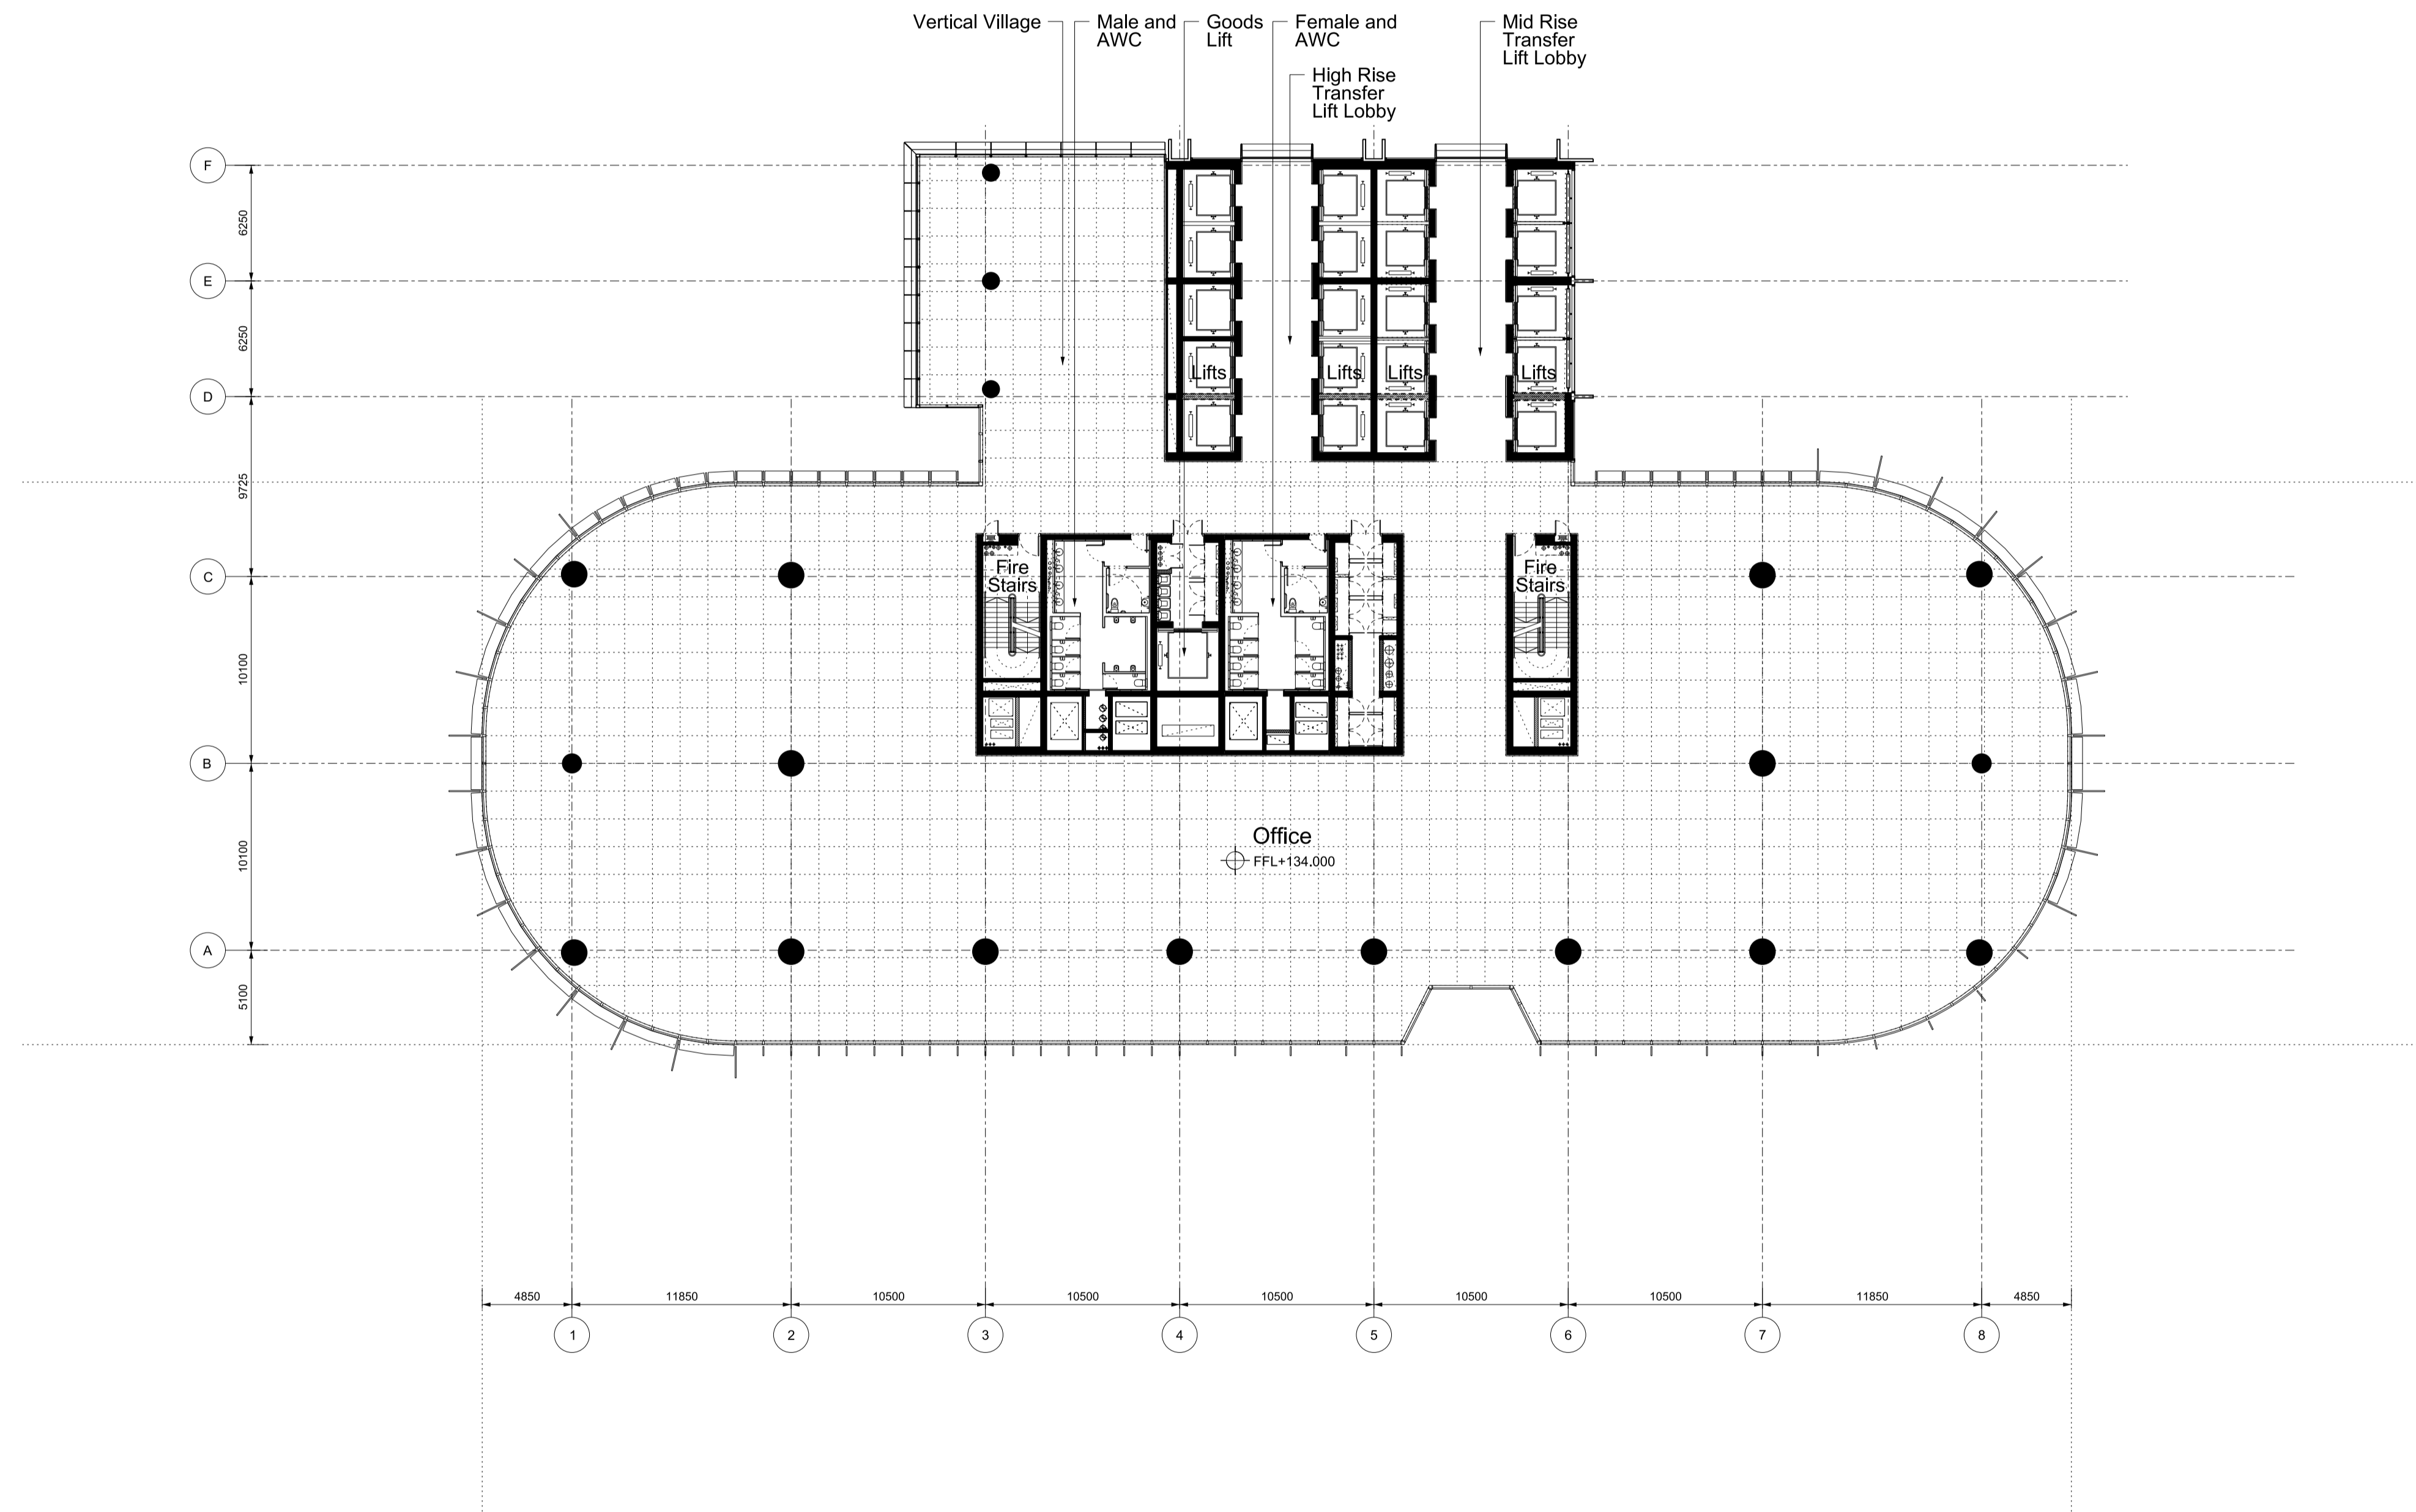 Vertical Village
Male and
AWC
Goods
Lift
Female and
AWC
Mid Rise
Transfer
Lift Lobby
High Rise
Transfer
Lift Lobby
F
6250
E
6250
D
9725
C
10100
B
10100
A
5100
Lifts
Lifts
Lifts
Lifts
Fire
Stairs
Fire
Stairs
Office
FFL+134.000
4850
11850
10500
10500
10500
10500
10500
11850
4850
1
2
3
4
5
6
7
8